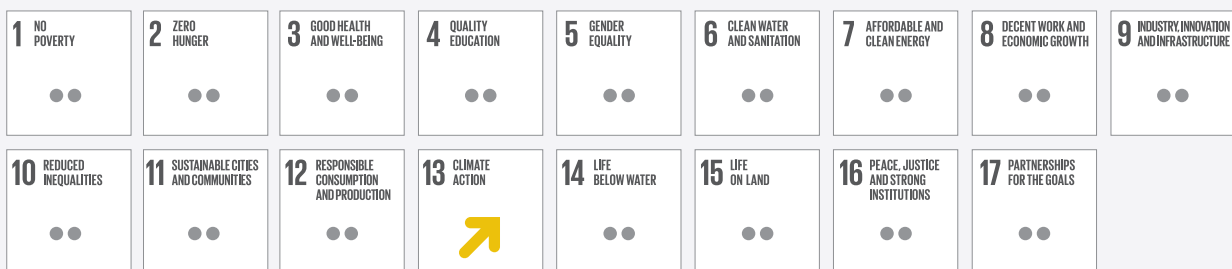 1 NO
POVERTY
2 ZERO
HUNGER
3 GOOD HEALTH
AND WELL-BEING
4 QUALITY
EDUCATION
5 GENDER
EQUALITY
6 CLEAN WATER
AND SANITATION
7 AFFORDABLE AND
CLEAN ENERGY
8 DECENT WORK AND
ECONOMIC GROWTH
9 INDUSTRY, INNOVATION
AND INFRASTRUCTURE
10 REDUCED
INEQUALITIES
11 SUSTAINABLE CITIES
AND COMMUNITIES
12 RESPONSIBLE
CONSUMPTION
AND PRODUCTION
13 CLIMATE
ACTION
14 LIFE
BELOW WATER
15 LIFE
ON LAND
16 PEACE, JUSTICE
AND STRONG
INSTITUTIONS
17 PARTNERSHIPS
FOR THE GOALS